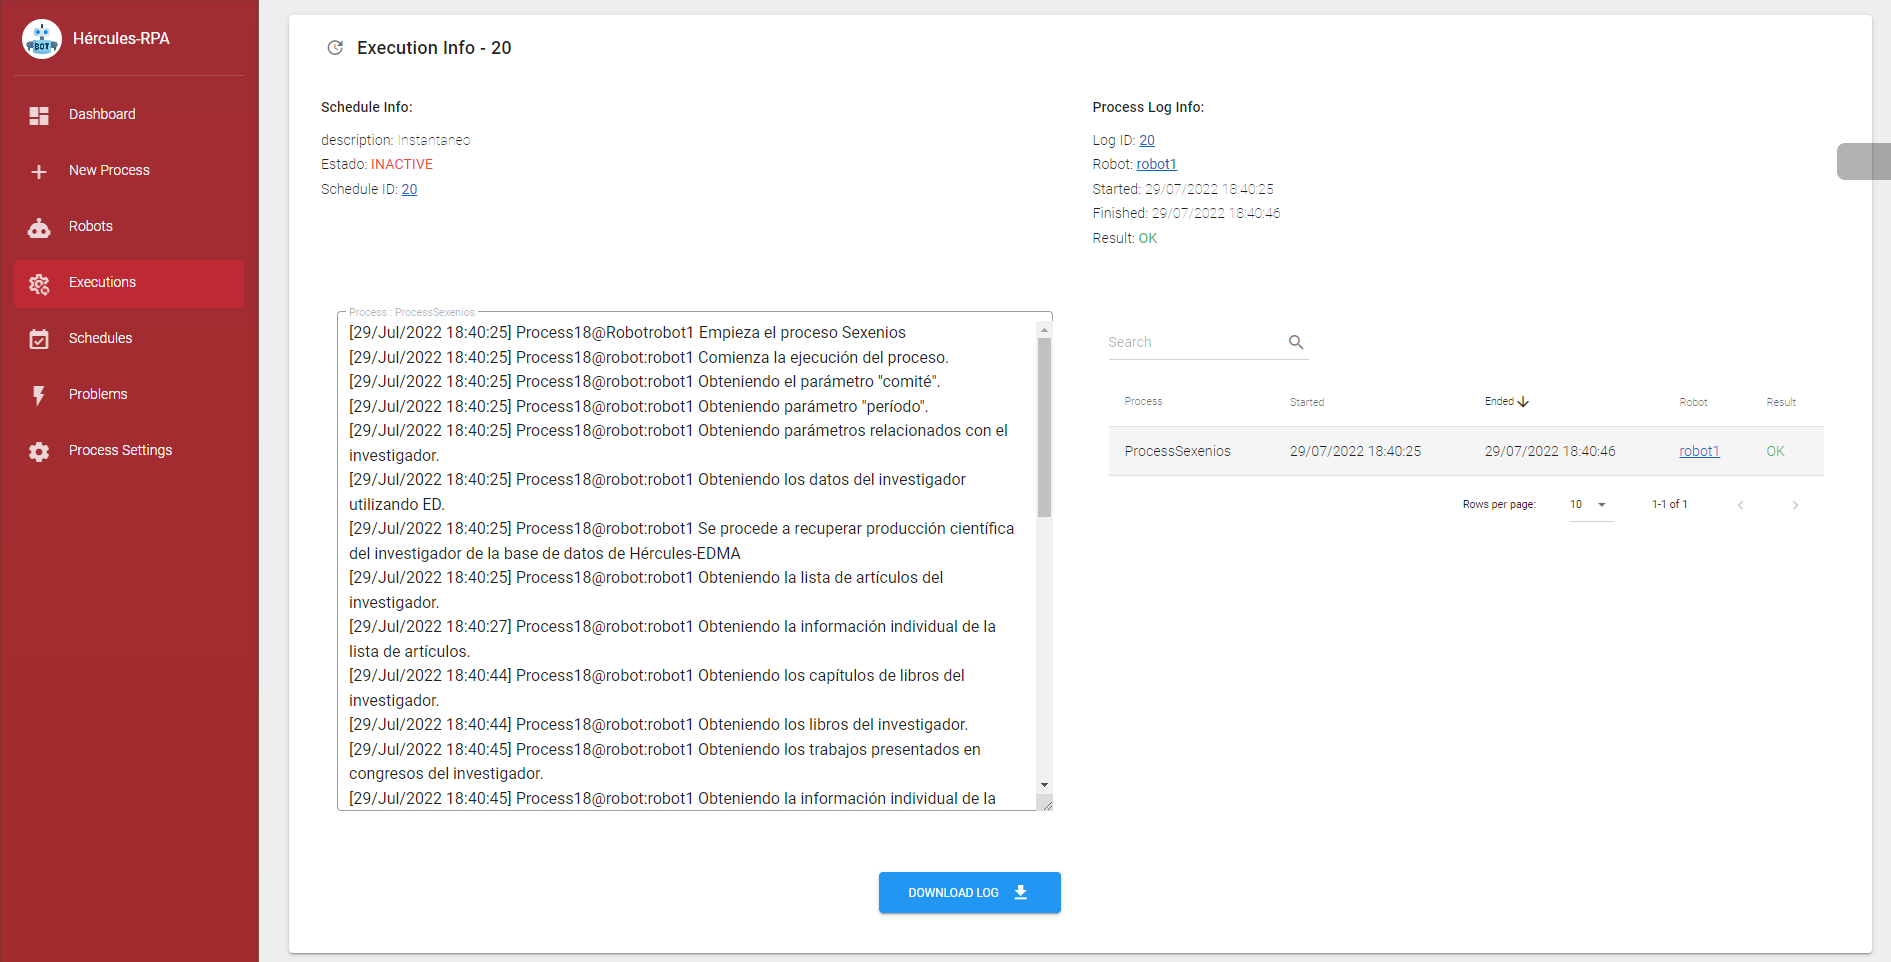 BOT
Hércules-RPA
Dashboard
New Process
Robots
Executions
Schedules
Problems
Process Settings
Execution Info - 20
Schedule Info:
description: Instantaneo
Estado: INACTIVE
Schedule ID: 20
Process Log Info:
Log ID: 20
Robot: robot1
Started: 29/07/2022 18:40:25
Finished: 29/07/2022 18:40:46
Result: OK
Process : ProcessSexenios
[29/Jul/2022 18:40:25] Process18@Robotrobot1 Empieza el proceso Sexenios
[29/Jul/2022 18:40:25] Process18@robot:robot1 Comienza la ejecución del proceso.
[29/Jul/2022 18:40:25] Process18@robot:robot1 Obteniendo el parámetro "comité".
[29/Jul/2022 18:40:25] Process18@robot:robot1 Obteniendo parámetro "período".
[29/Jul/2022 18:40:25] Process18@robot:robot1 Obteniendo parámetros relacionados con el
investigador.
[29/Jul/2022 18:40:25] Process18@robot:robot1 Obteniendo los datos del investigador
utilizando ED.
[29/Jul/2022 18:40:25] Process18@robot:robot1 Se procede a recuperar producción científica
del investigador de la base de datos de Hércules-EDMA
[29/Jul/2022 18:40:25] Process18@robot:robot1 Obteniendo la lista de artículos del
investigador.
[29/Jul/2022 18:40:27] Process18@robot:robot1 Obteniendo la información individual de la
lista de artículos.
[29/Jul/2022 18:40:44] Process18@robot:robot1 Obteniendo los capítulos de libros del
investigador.
[29/Jul/2022 18:40:44] Process18@robot:robot1 Obteniendo los libros del investigador.
[29/Jul/2022 18:40:45] Process18@robot:robot1 Obteniendo los trabajos presentados en
congresos del investigador.
[29/Jul/2022 18:40:45] Process18@robot:robot1 Obteniendo la información individual de la
Search
Process Started Ended Robot Result
ProcessSexenios 29/07/2022 18:40:25 29/07/2022 18:40:46 robot1 OK
Rows per page: 10 1-1 of 1
DOWNLOAD LOG